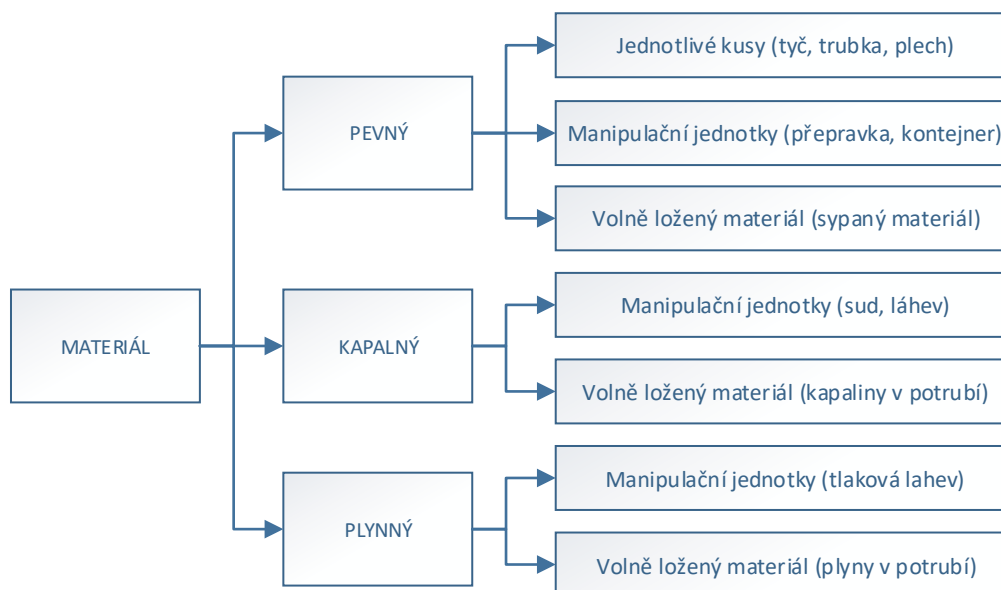 MATERIÁL
PEVNÝ
Jednotlivé kusy (tyč, trubka, plech)
Manipulační jednotky (přepravka, kontejner)
Volně ložený materiál (sypaný materiál)
KAPALNÝ
Manipulační jednotky (sud, láhev)
Volně ložený materiál (kapaliny v potrubí)
PLYNNÝ
Manipulační jednotky (tlaková lahev)
Volně ložený materiál (plyny v potrubí)